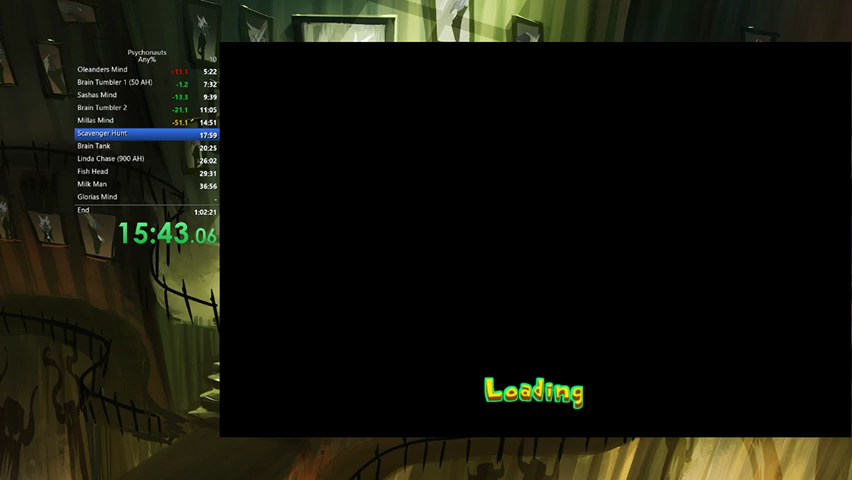 Psychonauts
Any% 10
Oleanders Mind -11.1 5:22
Brain Tumbler 1 (50 AH) -1.2 7:32
Sashas Mind -13.3 9:39
Brain Tumbler 2 -21.1 11:05
Millas Mind -51.1 14:51
Scavenger Hunt 17:59
Brain Tank 20:25
Linda Chase (900 AH) 26:02
Fish Head 29:31
Milk Man 36:56
Glorias Mind -
End 1:02:21
15:43.06
Loading